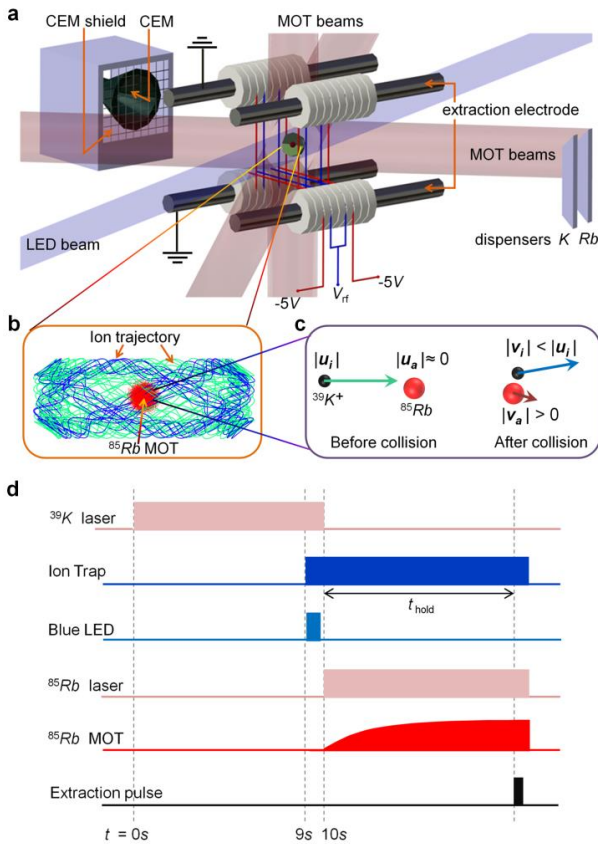 a
CEM shield
CEM
MOT beams
extraction electrode
MOT beams
LED beam
dispensers K Rb
-5V
V_rf
-5V
b
Ion trajectory
⁸⁵Rb MOT
c
|u_i|
|u_a|≈ 0
³⁹K⁺
⁸⁵Rb
Before collision
|v_i| < |u_i|
|v_a| > 0
After collision
d
³⁹K laser
Ion Trap
t_hold
Blue LED
⁸⁵Rb laser
⁸⁵Rb MOT
Extraction pulse
t = 0s
9s
10s